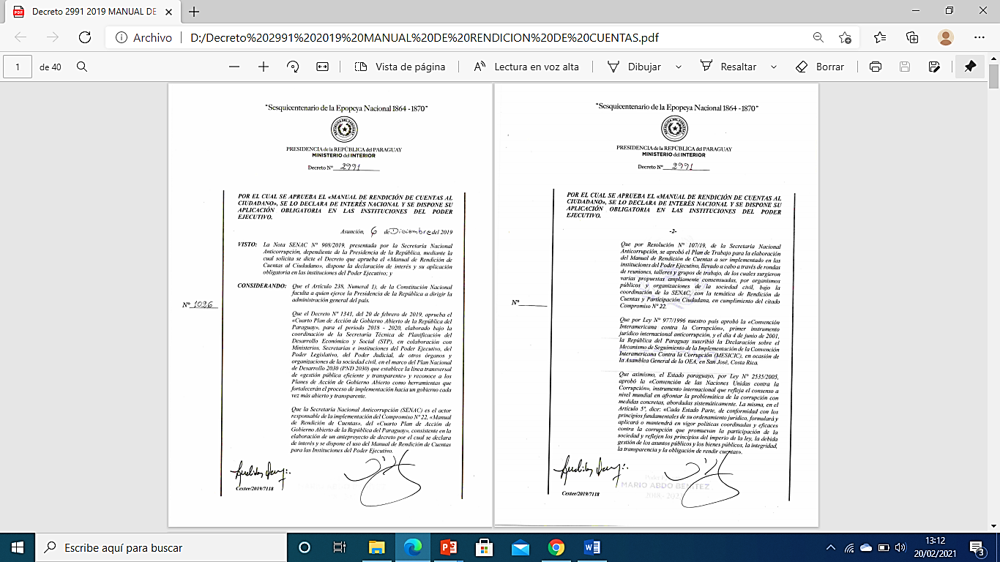 Decreto 2991 2019 MANUAL DE
Archivo
D:/Decreto%202991%202019%20MANUAL%20DE%20RENDICION%20DE%20CUENTAS.pdf
1
de 40
Vista de página
Lectura en voz alta
Dibujar
Resaltar
Borrar
"Sesquicentenario de la Epopeya Nacional 1864 -1870"
PRESIDENCIA de la REPÚBLICA del PARAGUAY
MINISTERIO del INTERIOR
Decreto N° 2991
POR EL CUAL SE APRUEBA EL «MANUAL DE RENDICIÓN DE CUENTAS AL
CIUDADANO», SE LO DECLARA DE INTERÉS NACIONAL Y SE DISPONE SU
APLICACIÓN OBLIGATORIA EN LAS INSTITUCIONES DEL PODER
EJECUTIVO.
Asunción, 6 de Diciembre del 2019
VISTO: La Nota SENAC N° 908/2019, presentada por la Secretaría Nacional
Anticorrupción, dependiente de la Presidencia de la República, mediante la
cual solicita se dicte el Decreto que aprueba el «Manual de Rendición de
Cuentas al Ciudadano», dispone la declaración de interés y su aplicación
obligatoria en las instituciones del Poder Ejecutivo; y
CONSIDERANDO: Que el Artículo 238, Numeral 1), de la Constitución Nacional
faculta a quien ejerce la Presidencia de la República a dirigir la
administración general del país.
N° 1036
Que el Decreto N° 1341, del 20 de febrero de 2019, aprueba el
«Cuarto Plan de Acción de Gobierno Abierto de la República del
Paraguay», para el periodo 2018 - 2020, elaborado bajo la
coordinación de la Secretaría Técnica de Planificación del
Desarrollo Económico y Social (STP), en colaboración con
Ministerios, Secretarías e instituciones del Poder Ejecutivo, del
Poder Legislativo, del Poder Judicial, de otros órganos y
organizaciones de la sociedad civil, en el marco del Plan Nacional
de Desarrollo 2030 (PND 2030) que establece la línea transversal
de «gestión pública eficiente y transparente» y reconoce a los
Planes de Acción de Gobierno Abierto como herramientas que
fortalecerán el proceso de implementación hacia un gobierno cada
vez más abierto y transparente.
Que la Secretaría Nacional Anticorrupción (SENAC) es el actor
responsable de la implementación del Compromiso N° 22, «Manual
de Rendición de Cuentas», del «Cuarto Plan de Acción de
Gobierno Abierto de la República del Paraguay», consistente en la
elaboración de un anteproyecto de decreto por el cual se declara
de interés y se dispone el uso del Manual de Rendición de Cuentas
para las Instituciones del Poder Ejecutivo.
Cexter/2019/7118
"Sesquicentenario de la Epopeya Nacional 1864 -1870"
PRESIDENCIA de la REPÚBLICA del PARAGUAY
MINISTERIO del INTERIOR
Decreto N° 2991
POR EL CUAL SE APRUEBA EL «MANUAL DE RENDICIÓN DE CUENTAS AL
CIUDADANO», SE LO DECLARA DE INTERÉS NACIONAL Y SE DISPONE SU
APLICACIÓN OBLIGATORIA EN LAS INSTITUCIONES DEL PODER
EJECUTIVO.
-2-
Que por Resolución N° 107/19, de la Secretaría Nacional
Anticorrupción, se aprobó el Plan de Trabajo para la elaboración
del Manual de Rendición de Cuentas a ser implementado en las
instituciones del Poder Ejecutivo, llevado a cabo a través de rondas
de reuniones, talleres y grupos de trabajo, de los cuales surgieron
varias propuestas ampliamente consensuadas, por organismos
públicos y organizaciones de la sociedad civil, bajo la
coordinación de la SENAC, con la temática de Rendición de
Cuentas y Participación Ciudadana, en cumplimiento del citado
Compromiso N° 22.
N°
Que por Ley N° 977/1996 nuestro país aprobó la «Convención
Interamericana contra la Corrupción», primer instrumento
jurídico internacional anticorrupción, y el día 4 de junio de 2001,
la República del Paraguay suscribió la Declaración sobre el
Mecanismo de Seguimiento de la Implementación de la Convención
Interamericana Contra la Corrupción (MESICIC), en ocasión de
la Asamblea General de la OEA, en San José, Costa Rica.
Que asimismo, el Estado paraguayo, por Ley N° 2535/2005,
aprobó la «Convención de las Naciones Unidas contra la
Corrupción», instrumento internacional que refleja el consenso a
nivel mundial en afrontar la problemática de la corrupción con
medidas concretas, abordadas sistemáticamente. La misma, en el
Artículo 5°, dice: «Cada Estado Parte, de conformidad con los
principios fundamentales de su ordenamiento jurídico, formulará y
aplicará o mantendrá en vigor políticas coordinadas y eficaces
contra la corrupción que promuevan la participación de la
sociedad y reflejen los principios del imperio de la ley, la debida
gestión de los asuntos públicos y los bienes públicos, la integridad,
la transparencia y la obligación de rendir cuentas».
MARIO ABDO BENÍTEZ
Cexter/2019/7118
Escribe aquí para buscar
13:12
20/02/2021
3